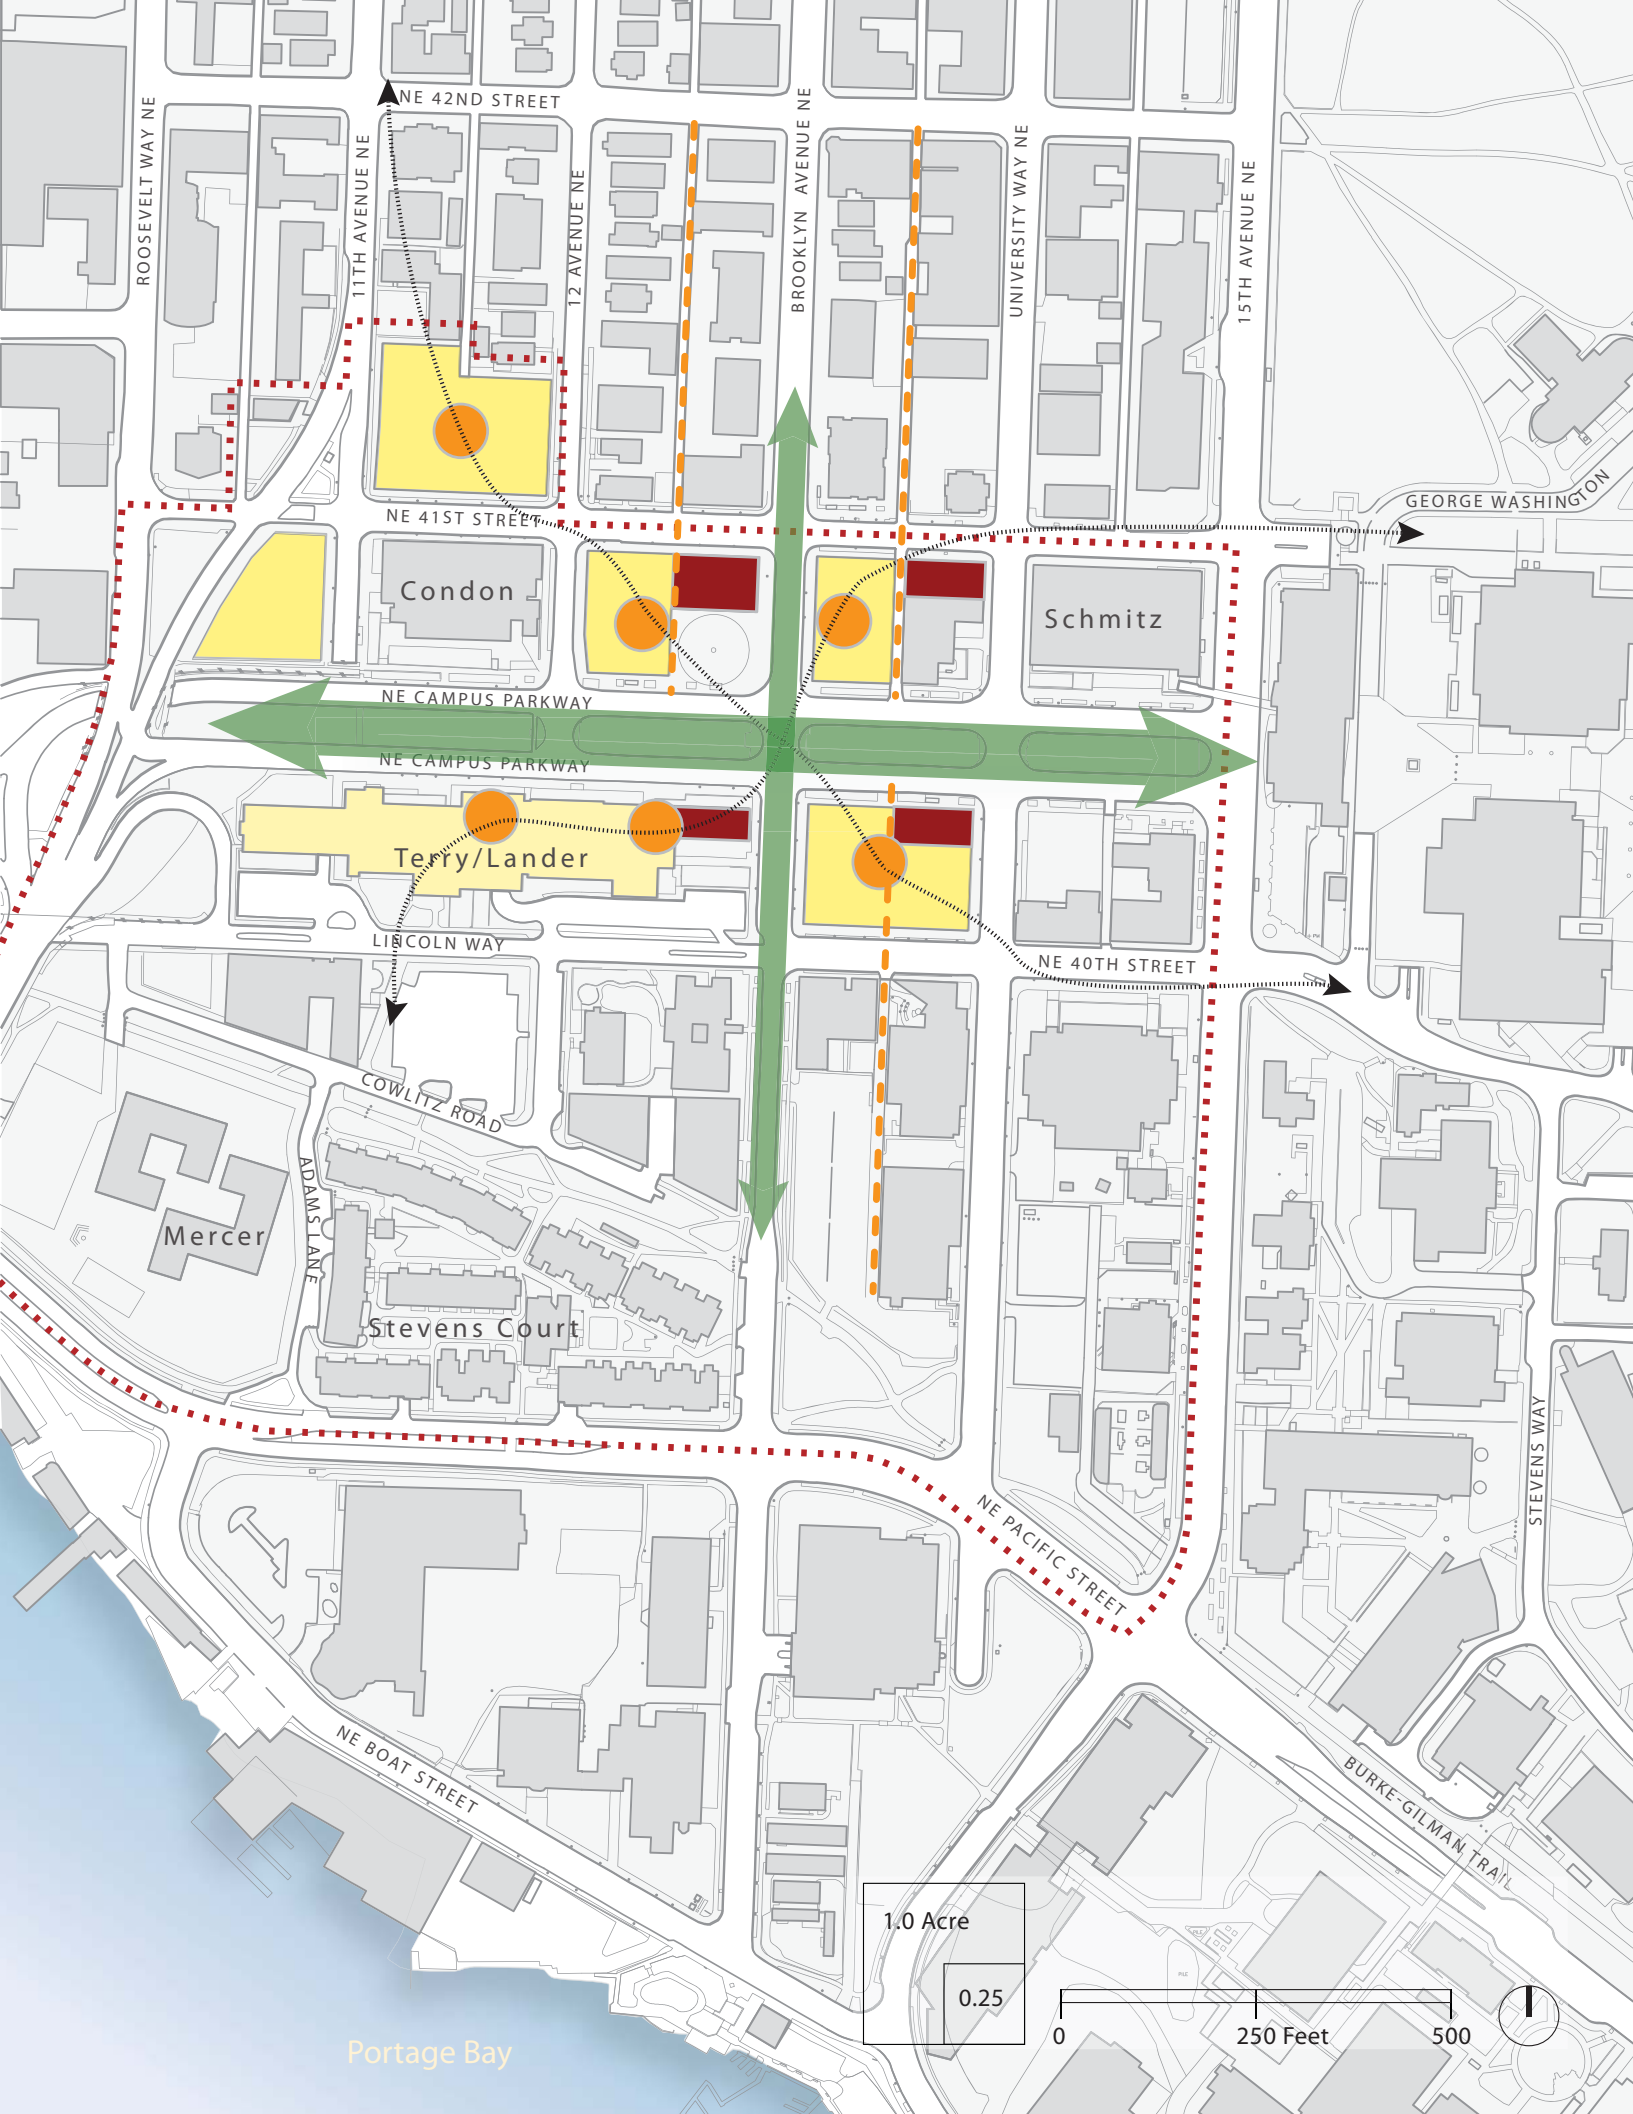 NE 42ND STREET
ROOSEVELT WAY NE
11TH AVENUE NE
12 AVENUE NE
BROOKLYN AVENUE NE
UNIVERSITY WAY NE
15TH AVENUE NE
GEORGE WASHINGTON
NE 41ST STREET
Condon
Schmitz
NE CAMPUS PARKWAY
NE CAMPUS PARKWAY
Terry/Lander
LINCOLN WAY
NE 40TH STREET
COWLITZ ROAD
ADAMS LANE
Mercer
Stevens Court
STEVENS WAY
NE PACIFIC STREET
NE BOAT STREET
BURKE-GILMAN TRAIL
1.0 Acre
0.25
0
250 Feet
500
Portage Bay